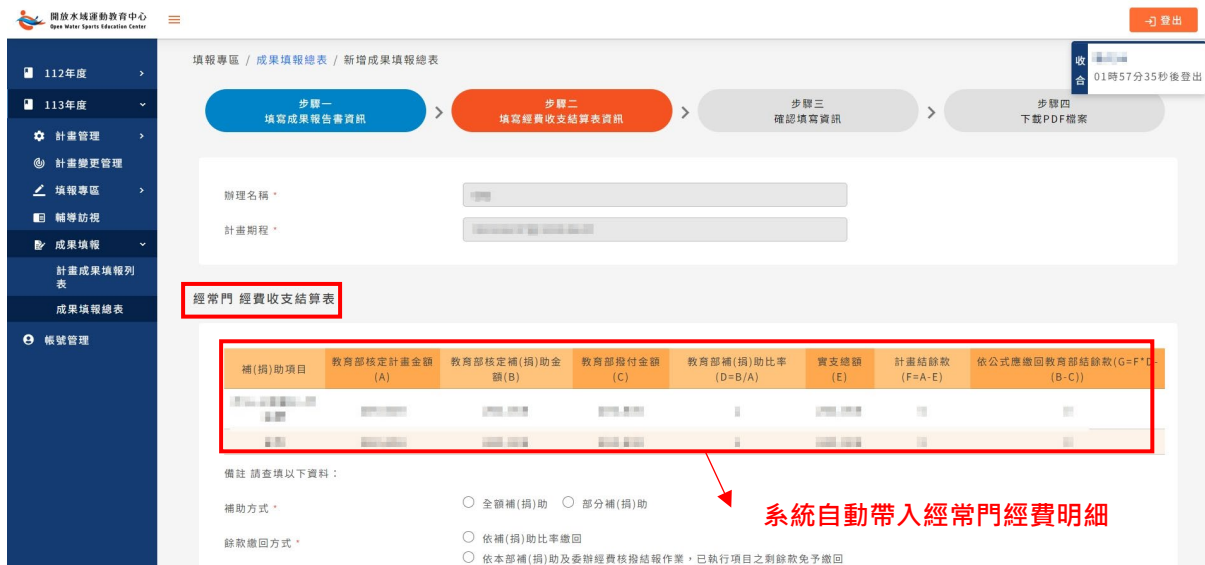 開放水域運動教育中心
Open Water Sports Education Center
登出
收合
01時57分35秒後登出
112年度
113年度
計畫管理
計畫變更管理
填報專區
輔導訪視
成果填報
計畫成果填報列
表
成果填報總表
帳號管理
填報專區 / 成果填報總表 / 新增成果填報總表
步驟一
填寫成果報告書資訊
步驟二
填寫經費收支結算表資訊
步驟三
確認填寫資訊
步驟四
下載PDF檔案
辦理名稱 *
計畫期程 *
經常門 經費收支結算表
補(捐)助項目
教育部核定計畫金額
(A)
教育部核定補(捐)助金
額(B)
教育部撥付金額
(C)
教育部補(捐)助比率
(D=B/A)
實支總額
(E)
計畫結餘款
(F=A-E)
依公式應繳回教育部結餘款(G=F*D-
(B-C))
備註 請查填以下資料：
補助方式 *
全額補(捐)助
部分補(捐)助
系統自動帶入經常門經費明細
餘款繳回方式 *
依補(捐)助比率繳回
依本部補(捐)助及委辦經費核撥結報作業，已執行項目之剩餘款免予繳回